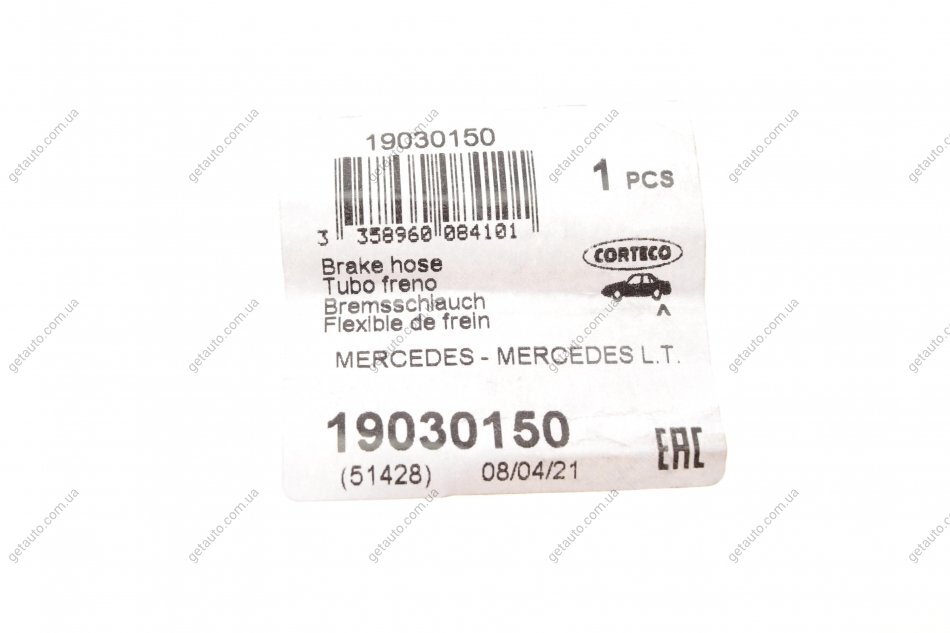 19030150
1 PCS
3 358960 084101
CORTECO
Brake hose
Tubo freno
Bremsschlauch
Flexible de frein
MERCEDES - MERCEDES L.T.
19030150
(51428) 08/04/21
EAC
getauto.com.ua